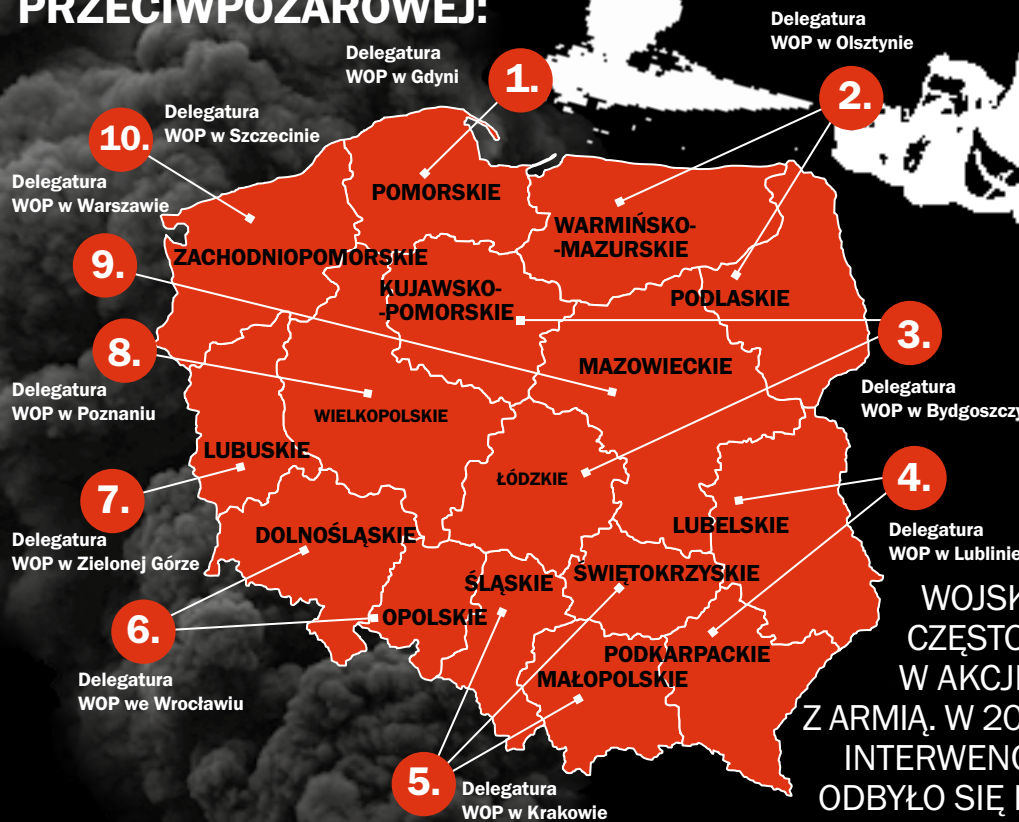 PRZECIWPOŻAROWEJ:
Delegatura
WOP w Gdyni
1.
Delegatura
WOP w Olsztynie
2.
10.
Delegatura
WOP w Szczecinie
Delegatura
WOP w Warszawie
9.
8.
Delegatura
WOP w Poznaniu
7.
Delegatura
WOP w Zielonej Górze
6.
Delegatura
WOP we Wrocławiu
5.
Delegatura
WOP w Krakowie
3.
Delegatura
WOP w Bydgoszczy
4.
Delegatura
WOP w Lublinie
POMORSKIE
WARMIŃSKO-
-MAZURSKIE
ZACHODNIOPOMORSKIE
KUJAWSKO-
-POMORSKIE
PODLASKIE
MAZOWIECKIE
WIELKOPOLSKIE
LUBUSKIE
ŁÓDZKIE
LUBELSKIE
DOLNOŚLĄSKIE
ŚLĄSKIE
ŚWIĘTOKRZYSKIE
OPOLSKIE
PODKARPACKIE
MAŁOPOLSKIE
WOJSK
CZĘSTO
W AKCJ
Z ARMIĄ. W 20
INTERWENC
ODBYŁO SIĘ